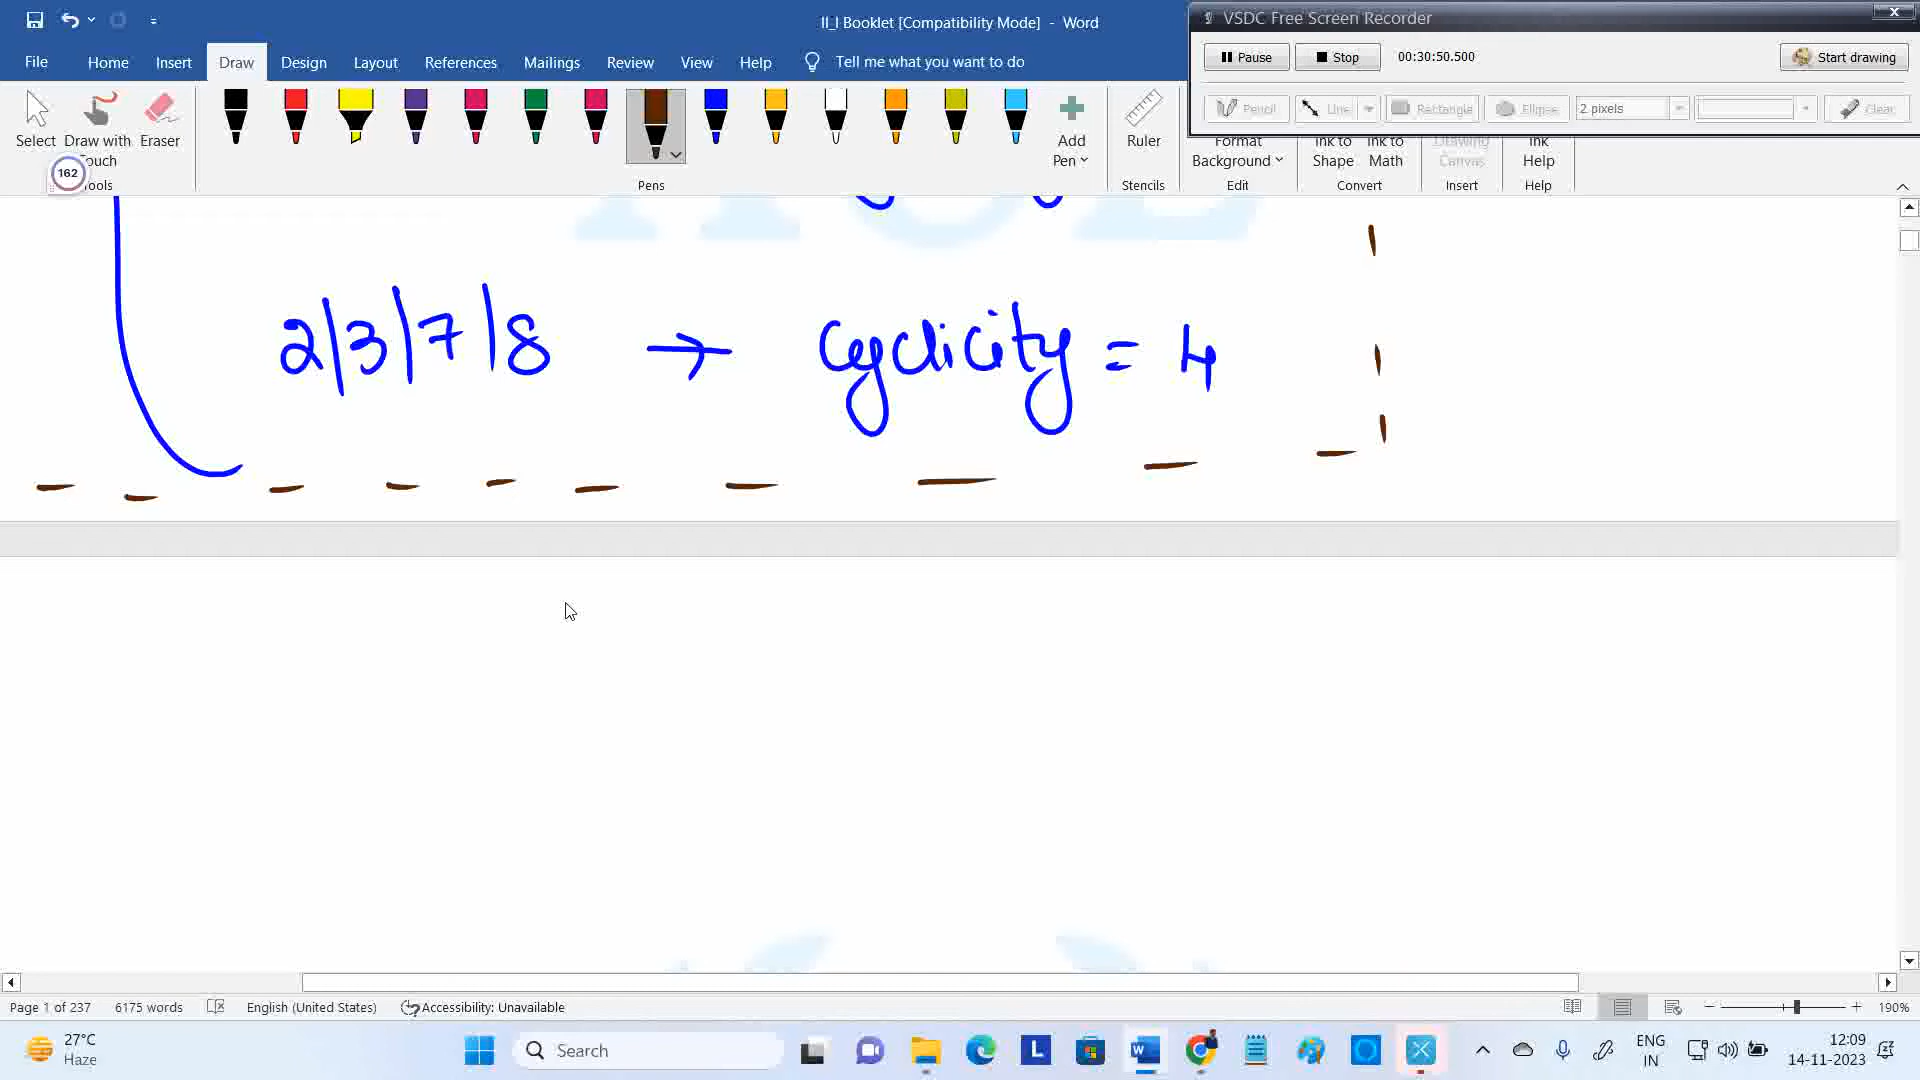 II_I Booklet [Compatibility Mode] - Word
VSDC Free Screen Recorder
File Home Insert Draw Design Layout References Mailings Review View Help Tell me what you want to do
Pause Stop 00:30:50.500 Start drawing
Pencil Line Rectangle Ellipse 2 pixels Clear
Select Draw with Touch Eraser
Add Pen
Ruler
Format Background
Ink to Shape
Ink to Math
Drawing Canvas
Ink Help
162
Tools Pens Stencils Edit Convert Insert Help
2|3|7|8 → Cyclicity = 4
Page 1 of 237 6175 words English (United States) Accessibility: Unavailable 190%
27°C
Haze
Search
ENG
IN
12:09
14-11-2023